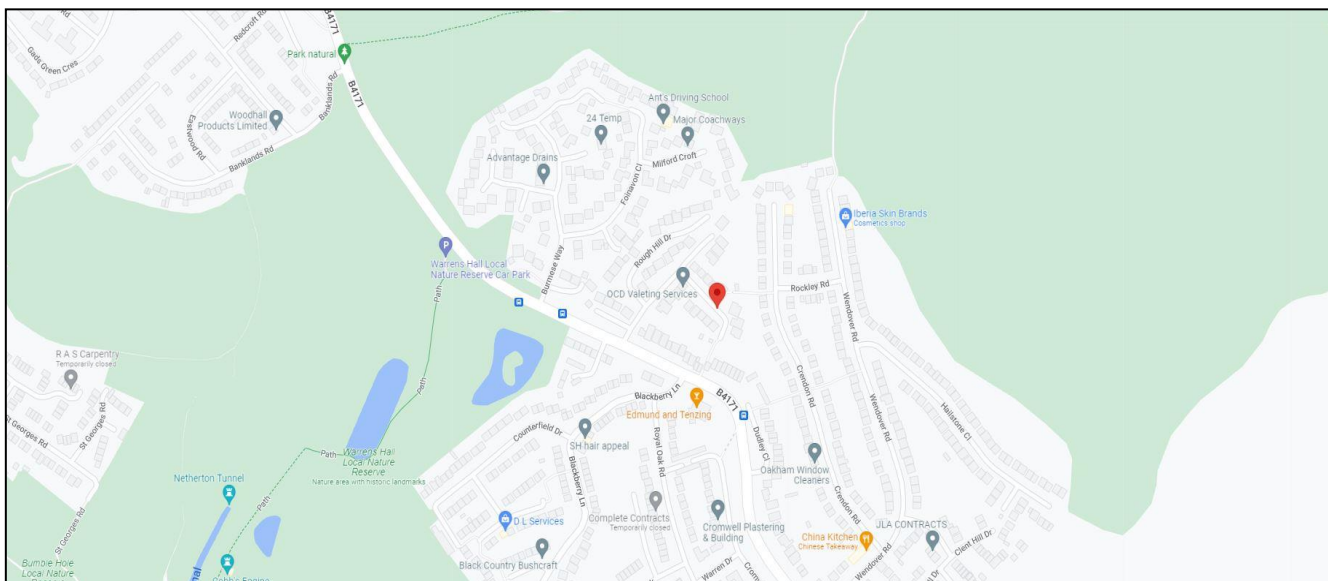 B4171
Redcroft Rd
Gads Green Cres
Park natural
B4171
Banklands Rd
Woodhall
Products Limited
Eastwood Rd
Banklands Rd
Ant's Driving School
24 Temp
Major Coachways
Advantage Drains
Milford Croft
Foinavon Cl
Iberia Skin Brands
Cosmetics shop
Rough Hill Dr
Warrens Hall Local
Nature Reserve Car Park
Burmese Way
OCD Valeting Services
Rockley Rd
Path
Wendover Rd
R A S Carpentry
Temporarily closed
St Georges Rd
St Georges Rd
Path
Crendon Rd
Blackberry Ln
B4171
Edmund and Tenzing
Wendover Rd
Hailstone Cl
Counterfield Dr
Royal Oak Rd
Dudley Cl
SH hair appeal
Path
Warrens Hall
Local Nature
Reserve
Nature area with historic landmarks
Oakham Window
Cleaners
Netherton Tunnel
Blackberry Ln
Path
Crendon Rd
Complete Contracts
Temporarily closed
D L Services
Cromwell Plastering
& Building
JLA CONTRACTS
China Kitchen
Chinese Takeaway
Clent Hill Dr
St Georges Rd
Black Country Bushcraft
Warren Dr
Wendover Rd
Bumble Hole
Local Nature